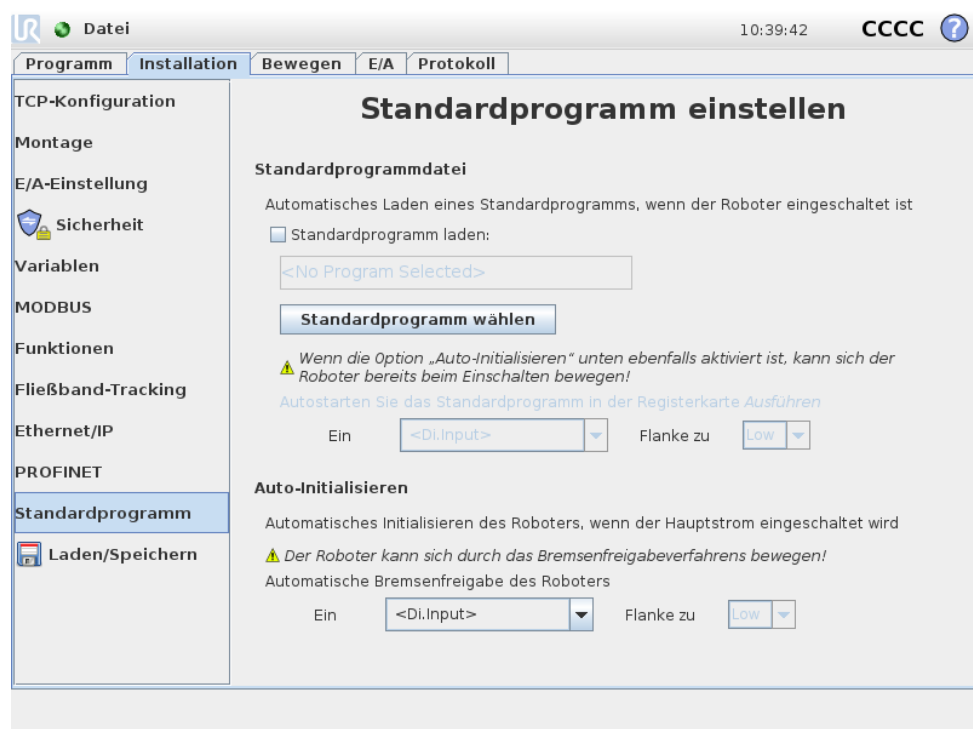 UR Datei 10:39:42 CCCC ?
Programm Installation Bewegen E/A Protokoll
TCP-Konfiguration
Montage
E/A-Einstellung
Sicherheit
Variablen
MODBUS
Funktionen
Fließband-Tracking
Ethernet/IP
PROFINET
Standardprogramm
Laden/Speichern
Standardprogramm einstellen
Standardprogrammdatei
Automatisches Laden eines Standardprogramms, wenn der Roboter eingeschaltet ist
Standardprogramm laden:
<No Program Selected>
Standardprogramm wählen
Wenn die Option „Auto-Initialisieren“ unten ebenfalls aktiviert ist, kann sich der
Roboter bereits beim Einschalten bewegen!
Autostarten Sie das Standardprogramm in der Registerkarte Ausführen
Ein <Di.Input> Flanke zu Low
Auto-Initialisieren
Automatisches Initialisieren des Roboters, wenn der Hauptstrom eingeschaltet wird
Der Roboter kann sich durch das Bremsenfreigabeverfahrens bewegen!
Automatische Bremsenfreigabe des Roboters
Ein <Di.Input> Flanke zu Low